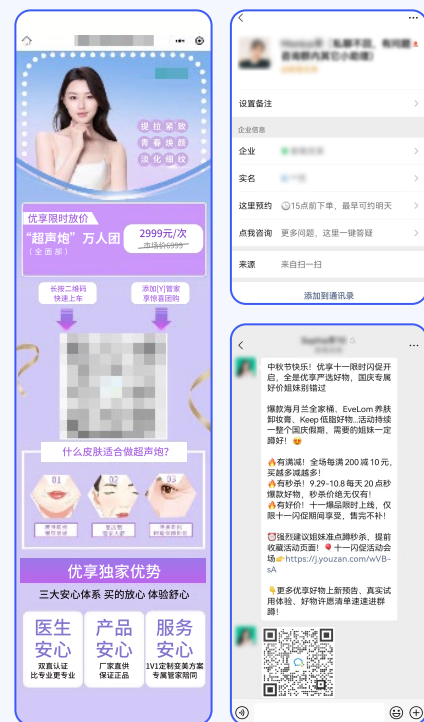 提拉紧致
青春焕颜
淡化细纹
优享限时放价
“超声炮”万人团
（全面部）
2999元/次
市场价6999
长按二维码
快速上车
添加[Y]管家
享惊喜团购
什么皮肤适合做超声炮？
01
02
03
优享独家优势
三大安心体系 买的放心 体验舒心
医生
安心
双直认证
比专业更专业
产品
安心
厂家直供
保证正品
服务
安心
1V1定制变美方案
专属管家陪同
设置备注
企业信息
企业
实名
这里预约 15点前下单，最早可约明天
点我咨询 更多问题，这里一键答疑
来源 来自扫一扫
添加到通讯录
中秋节快乐！优享十一限时闪促开
启，全是优享严选好物，国庆专属
好价姐妹别错过
爆款海月兰全家桶、EveLom 养肤
卸妆膏、Keep 低脂好物...活动持续
一整个国庆假期，需要的姐妹一定
蹲好！😍
🔥有满减！全场每满 200 减 10 元，
买越多减越多！
🔥有秒杀！9.29-10.8 每天 20 点秒
爆款好物，秒杀价绝无仅有！
🔥有好价！十一爆品限时上线，仅
限十一闪促期间享受，售完不补！
⏰强烈建议姐妹准点蹲秒杀、提前
收藏活动页面！🎈十一闪促活动会
场👉https://j.youzan.com/wVB-
sA
👇更多优享好物上新预告、真实试
用体验、好物许愿清单速速进群
蹲！